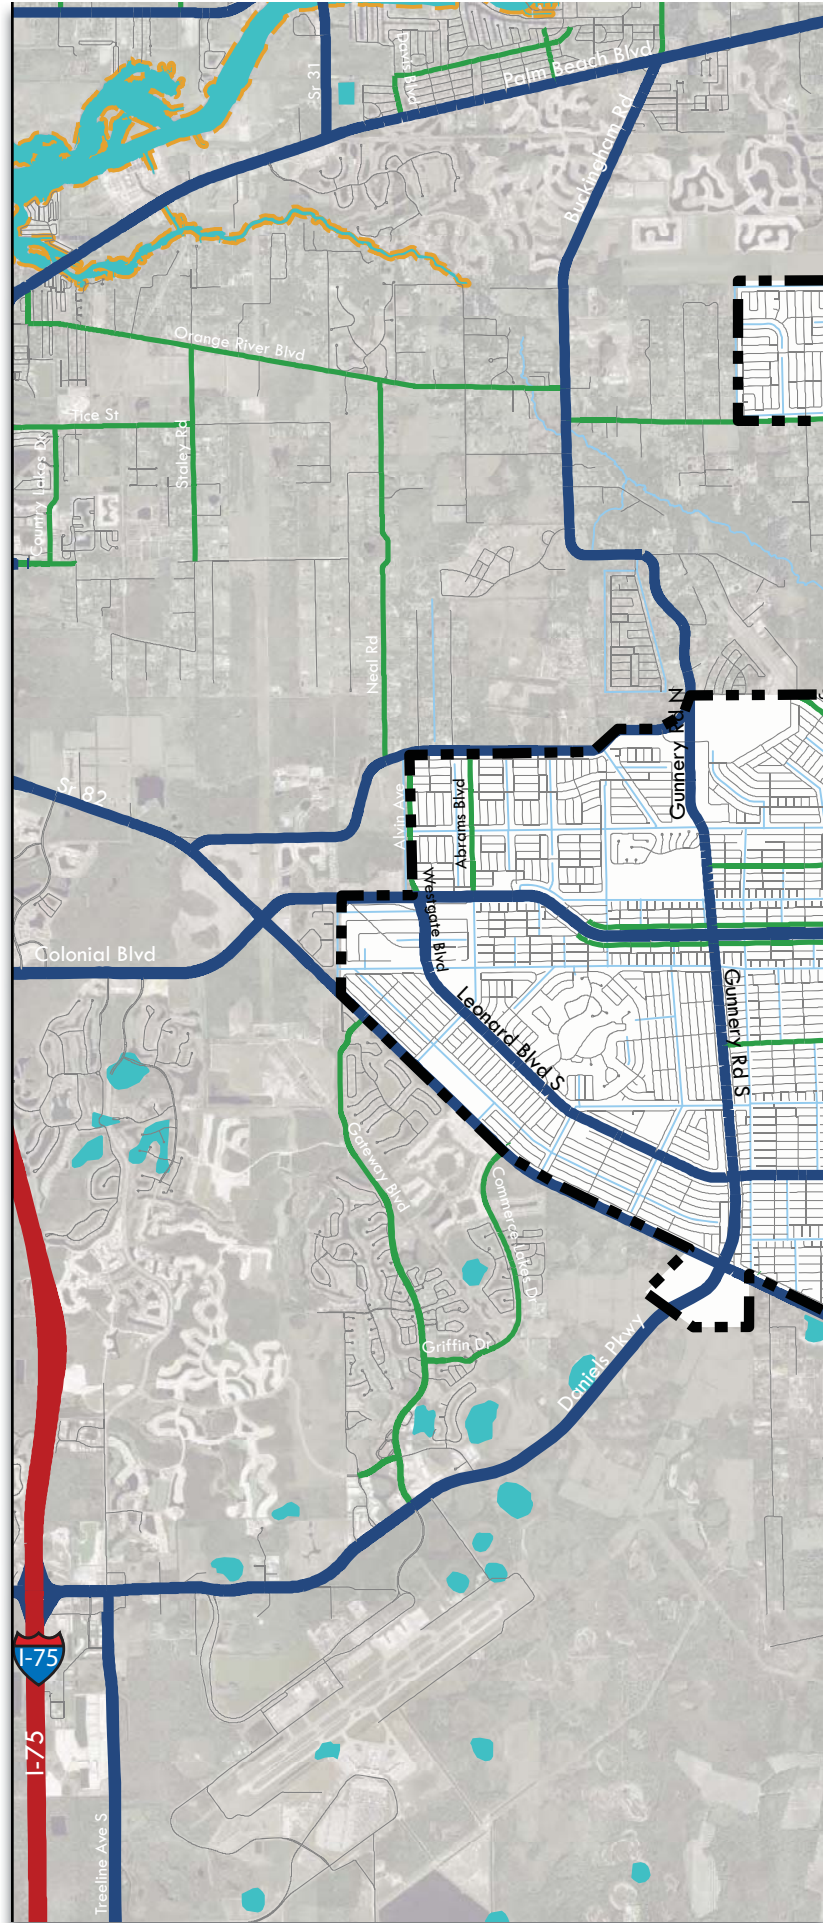 Davis Blvd
Palm Beach Blvd
Sr 31
Buckingham Rd
Orange River Blvd
Tice St
Staley Rd
Country Lakes Dr
Neal Rd
Gunnery Rd N
Sr 82
Alvin Ave
Abrams Blvd
Westgate Blvd
Colonial Blvd
Leonard Blvd S
Gunnery Rd S
Gateway Blvd
Commerce Lakes Dr
Griffin Dr
Daniels Pkwy
I-75
I-75
Treeline Ave S